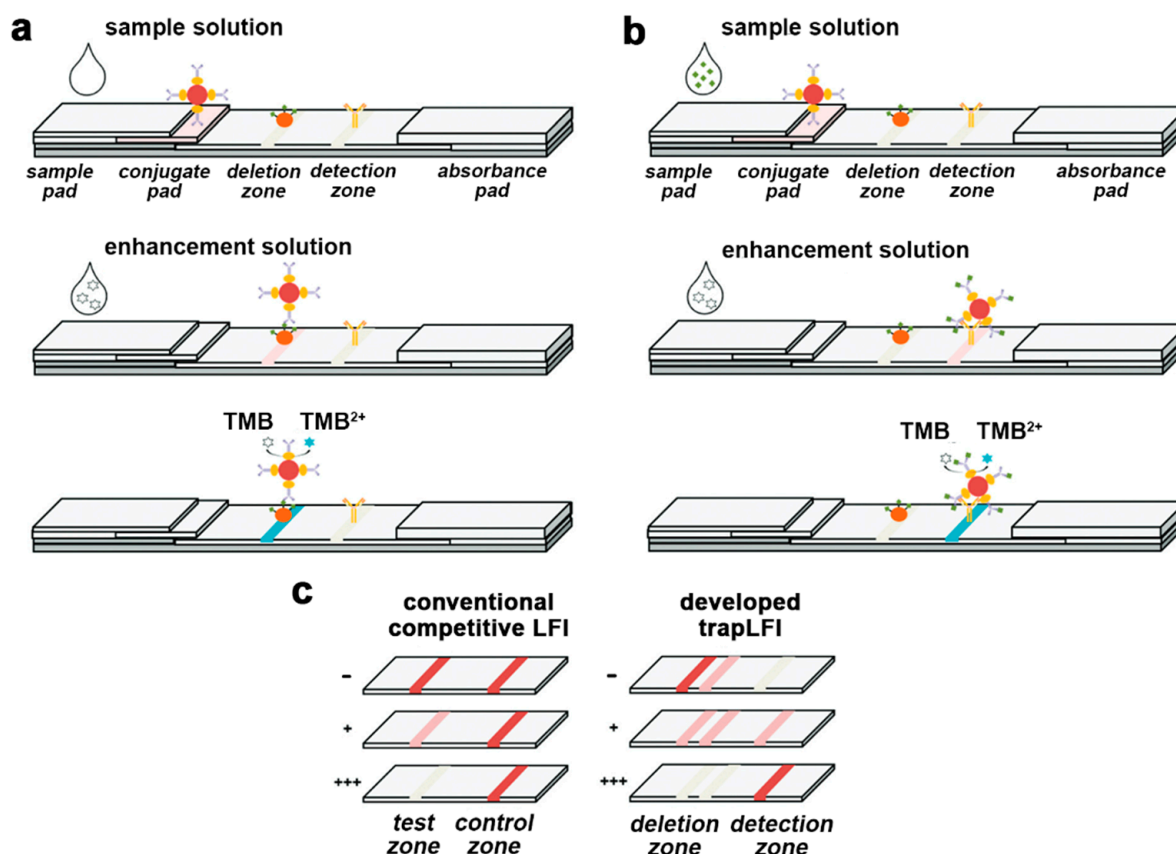 a
sample solution
sample pad
conjugate pad
deletion zone
detection zone
absorbance pad
enhancement solution
TMB
TMB²⁺
b
sample solution
sample pad
conjugate pad
deletion zone
detection zone
absorbance pad
enhancement solution
TMB
TMB²⁺
c
conventional
competitive LFI
-
+
+++
test zone
control zone
developed
trapLFI
-
+
+++
deletion zone
detection zone